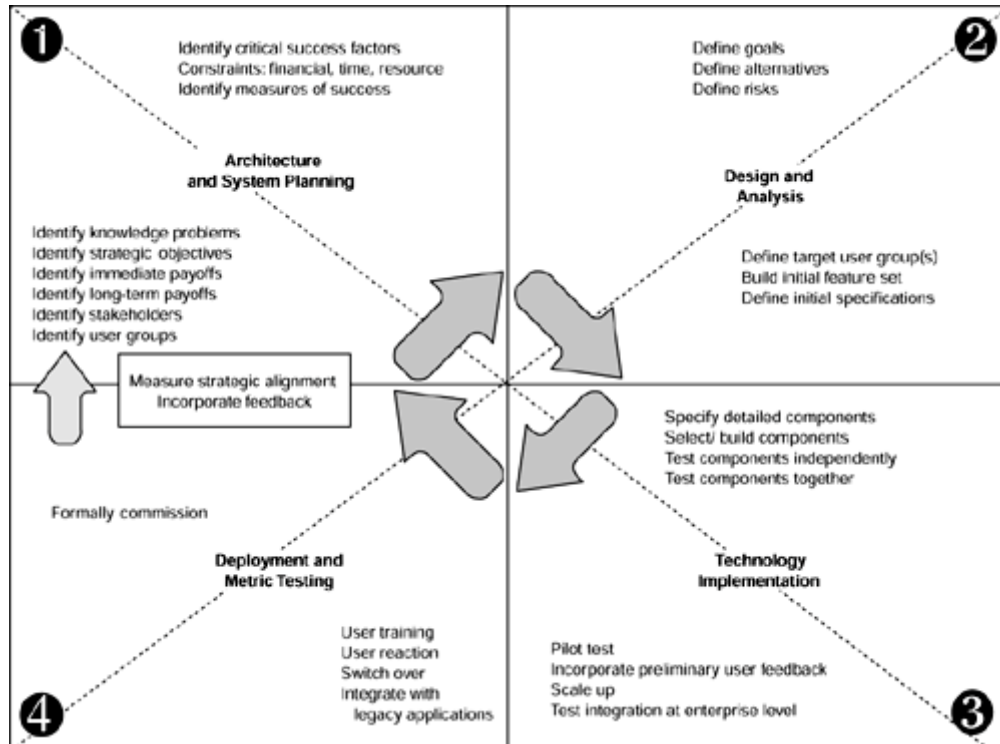 1
Identify critical success factors
Constraints: financial, time, resource
Identify measures of success
Architecture
and System Planning
Identify knowledge problems
Identify strategic objectives
Identify immediate payoffs
Identify long-term payoffs
Identify stakeholders
Identify user groups
2
Define goals
Define alternatives
Define risks
Design and
Analysis
Define target user group(s)
Build initial feature set
Define initial specifications
Specify detailed components
Select/ build components
Test components independently
Test components together
Technology
Implementation
Pilot test
Incorporate preliminary user feedback
Scale up
Test integration at enterprise level
3
Measure strategic alignment
Incorporate feedback
Formally commission
Deployment and
Metric Testing
User training
User reaction
Switch over
Integrate with
legacy applications
4